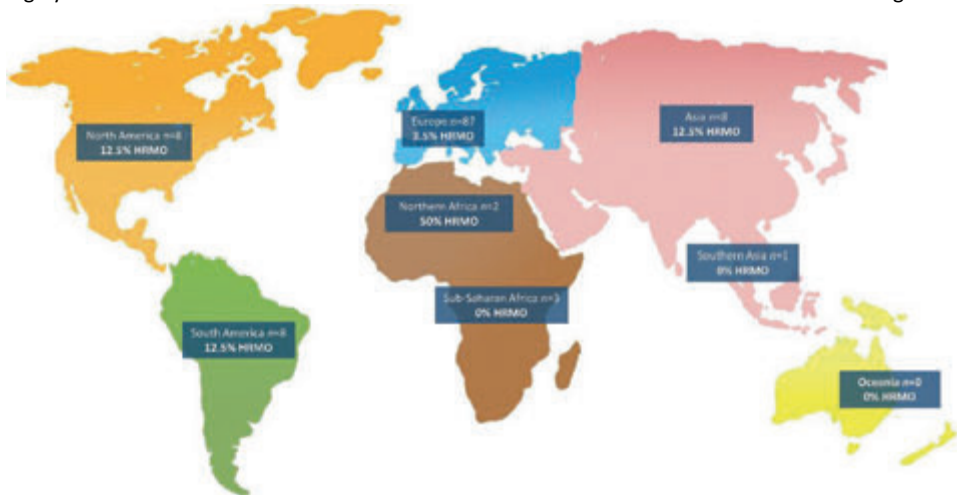 North America n=8
12.5% HRMO
Europe n=87
3.5% HRMO
Asia n=8
12.5% HRMO
Northern Africa n=2
50% HRMO
Southern Asia n=1
0% HRMO
Sub-Saharan Africa n=3
0% HRMO
South America n=8
12.5% HRMO
Oceania n=0
0% HRMO